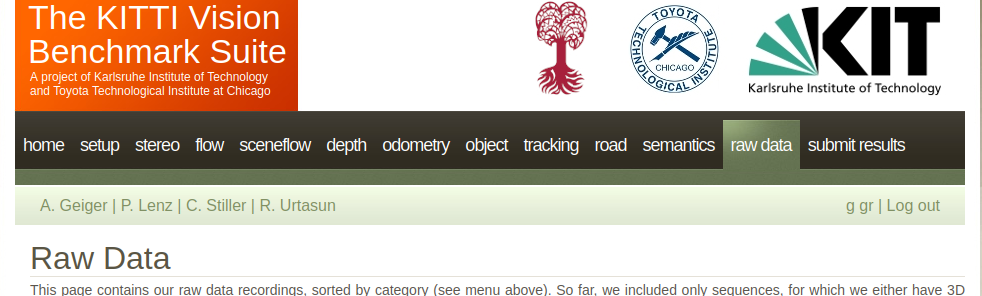 The KITTI Vision
Benchmark Suite
A project of Karlsruhe Institute of Technology
and Toyota Technological Institute at Chicago
TOYOTA
TECHNOLOGICAL INSTITUTE
CHICAGO
KIT
Karlsruhe Institute of Technology
home setup stereo flow sceneflow depth odometry object tracking road semantics raw data submit results
A. Geiger | P. Lenz | C. Stiller | R. Urtasun
g gr | Log out
Raw Data
This page contains our raw data recordings, sorted by category (see menu above). So far, we included only sequences, for which we either have 3D